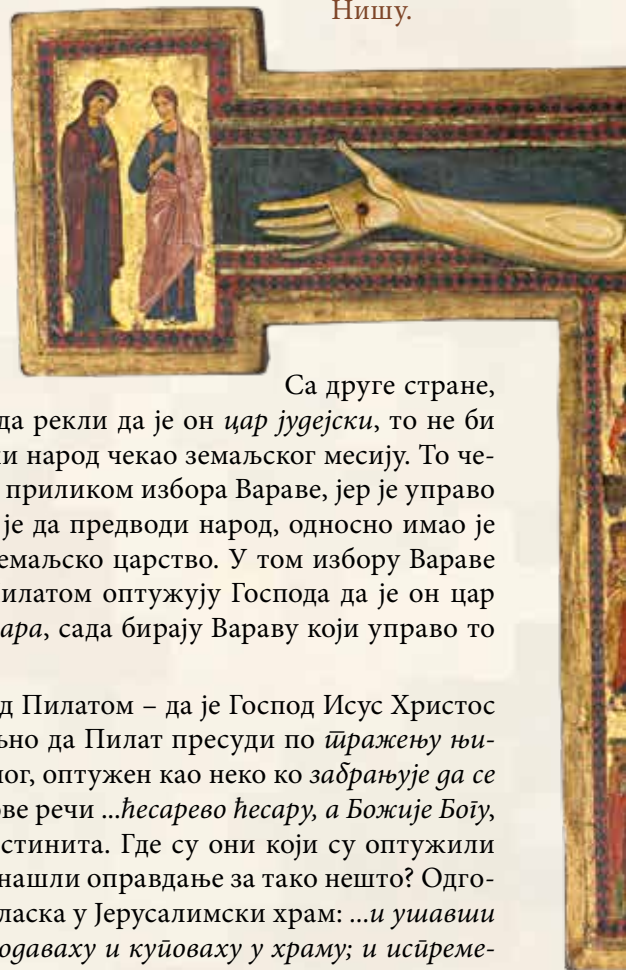 Нишу.
Са друге стране,
да рекли да је он цар јудејски, то не би
и народ чекао земаљског месију. То че-
приликом избора Вараве, јер је управо
је да предводи народ, односно имао је
емаљско царство. У том избору Вараве
илатом оптужују Господа да је он цар
ара, сада бирају Вараву који управо то
д Пилатом – да је Господ Исус Христос
ьно да Пилат пресуди по тражењу њи-
ог, оптужен као неко ко забрањује да се
ове речи ...ћесарево ћесару, а Божије Богу,
стинита. Где су они који су оптужили
нашли оправдање за тако нешто? Одго-
ласка у Јерусалимски храм: ...и ушавши
одаваху и куповаху у храму; и испреме-